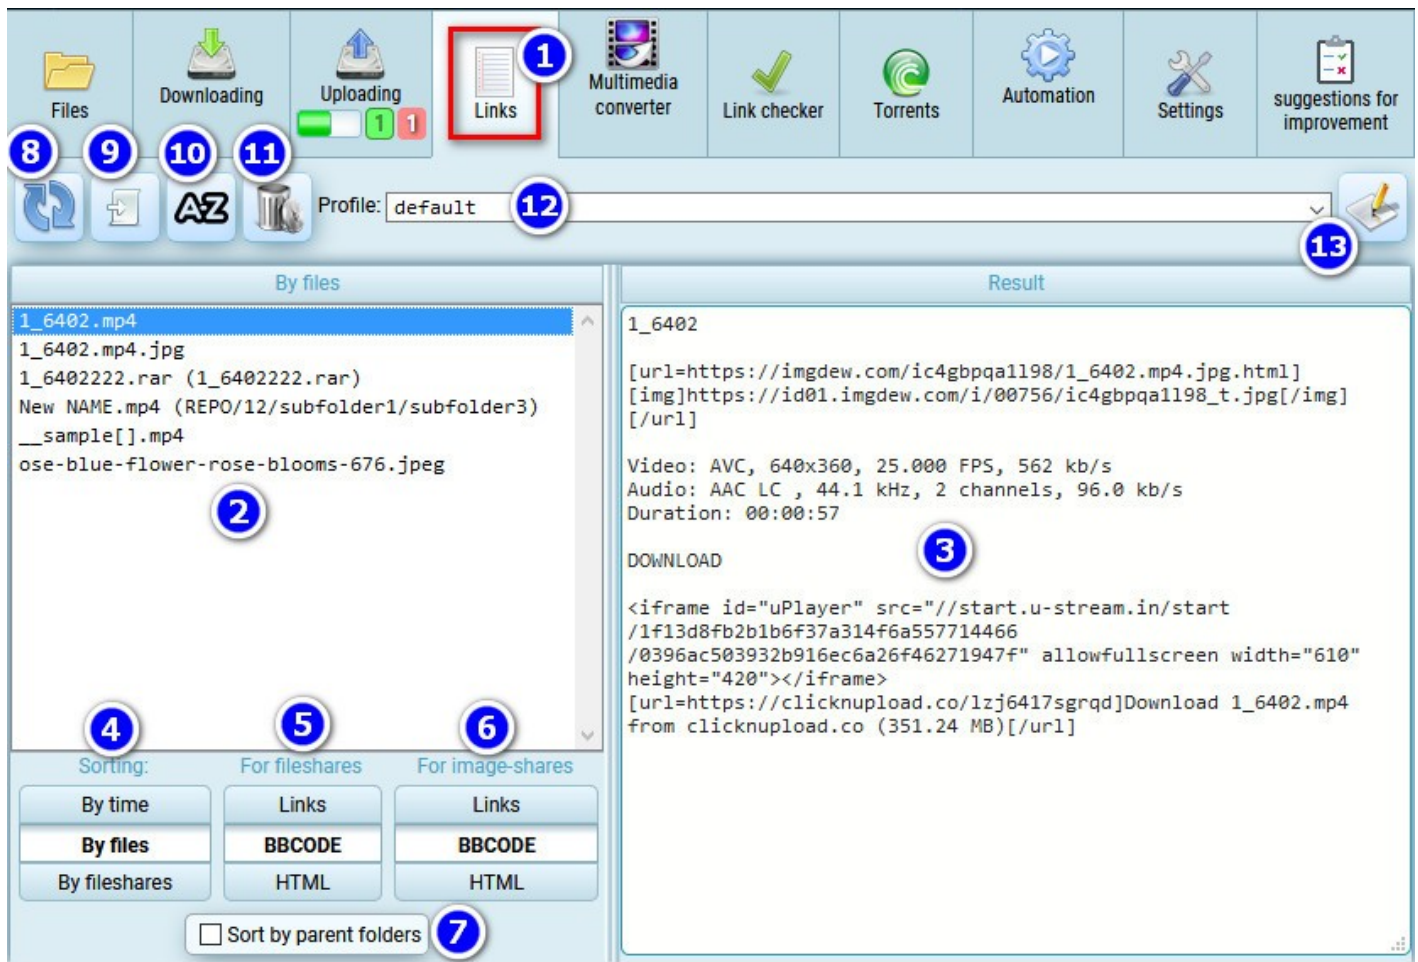 Files
Downloading
Uploading
1 1
Links
1
Multimedia
converter
Link checker
Torrents
Automation
Settings
suggestions for
improvement
8
9
10
11
AZ
Profile:
default
12
13
By files
1_6402.mp4
1_6402.mp4.jpg
1_6402222.rar (1_6402222.rar)
New NAME.mp4 (REPO/12/subfolder1/subfolder3)
__sample[].mp4
ose-blue-flower-rose-blooms-676.jpeg
2
4
5
6
Sorting:
For fileshares
For image-shares
By time
Links
Links
By files
BBCODE
BBCODE
By fileshares
HTML
HTML
Sort by parent folders
7
Result
1_6402
[url=https://imgdew.com/ic4gbpqa1l98/1_6402.mp4.jpg.html]
[img]https://id01.imgdew.com/i/00756/ic4gbpqa1l98_t.jpg[/img]
[/url]
Video: AVC, 640x360, 25.000 FPS, 562 kb/s
Audio: AAC LC , 44.1 kHz, 2 channels, 96.0 kb/s
Duration: 00:00:57
3
DOWNLOAD
<iframe id="uPlayer" src="//start.u-stream.in/start
/1f13d8fb2b1b6f37a314f6a557714466
/0396ac503932b916ec6a26f46271947f" allowfullscreen width="610"
height="420"></iframe>
[url=https://clicknupload.co/lzj6417sgrqd]Download 1_6402.mp4
from clicknupload.co (351.24 MB)[/url]